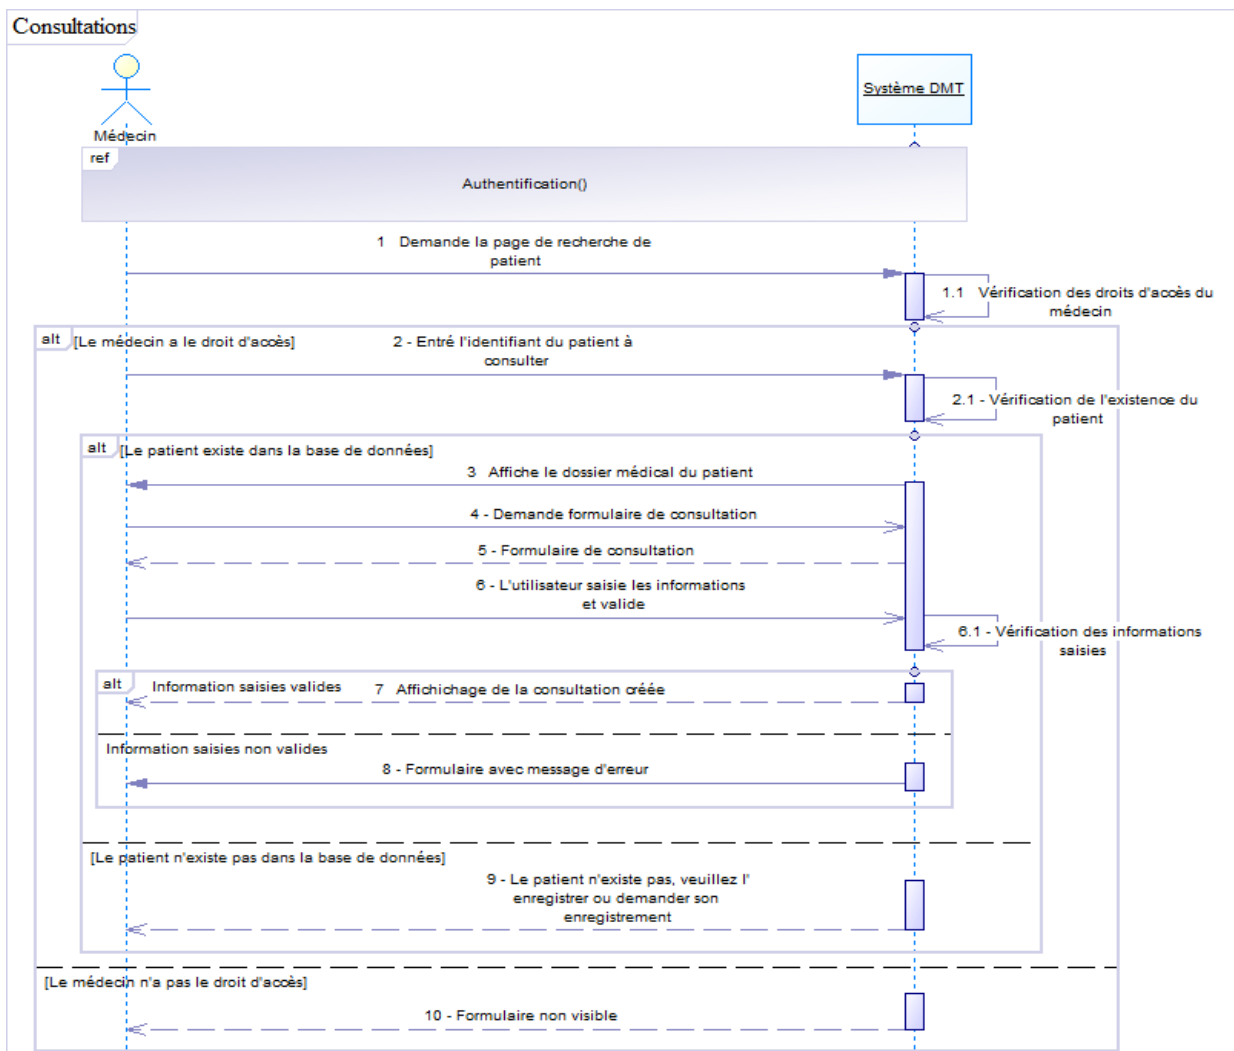 Consultations
Médecin
Système DMT
ref
Authentification()
1 Demande la page de recherche de
patient
1.1 Vérification des droits d'accès du
médecin
alt
[Le médecin a le droit d'accès]
2 - Entré l'identifiant du patient à
consulter
2.1 - Vérification de l'existence du
patient
alt
[Le patient existe dans la base de données]
3 Affiche le dossier médical du patient
4 - Demande formulaire de consultation
5 - Formulaire de consultation
6 - L'utilisateur saisie les informations
et valide
6.1 - Vérification des informations
saisies
alt
Information saisies valides
7 Affichichage de la consultation créée
Information saisies non valides
8 - Formulaire avec message d'erreur
[Le patient n'existe pas dans la base de données]
9 - Le patient n'existe pas, veuillez l'
enregistrer ou demander son
enregistrement
[Le médecin n'a pas le droit d'accès]
10 - Formulaire non visible